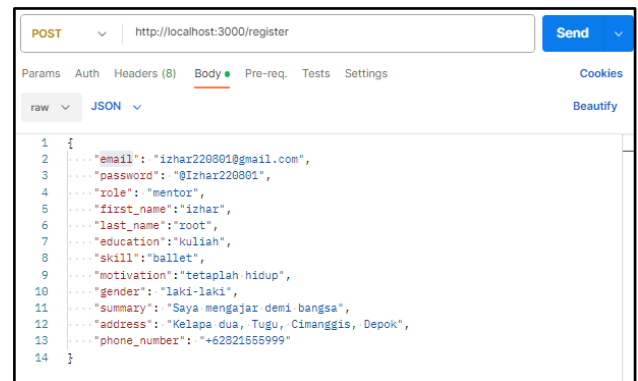 POST http://localhost:3000/register Send
Params Auth Headers (8) Body Pre-req. Tests Settings Cookies
raw JSON Beautify
1 {
2 "email": "izhar220801@gmail.com",
3 "password": "@Izhar220801",
4 "role": "mentor",
5 "first_name":"izhar",
6 "last_name":"root",
7 "education":"kuliah",
8 "skill":"ballet",
9 "motivation":"tetaplah hidup",
10 "gender": "laki-laki",
11 "summary": "Saya mengajar demi bangsa",
12 "address": "Kelapa dua, Tugu, Cimanggis, Depok",
13 "phone_number": "+62821555999"
14 }